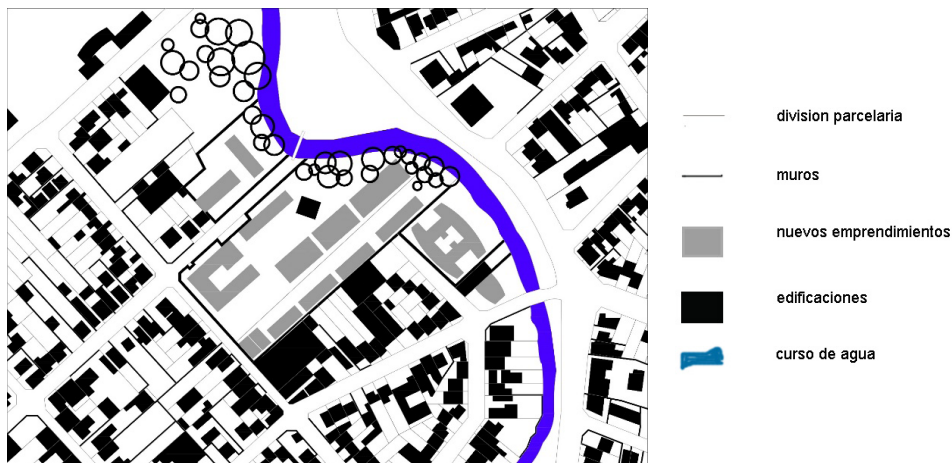 division parcelaria
muros
nuevos emprendimientos
edificaciones
curso de agua